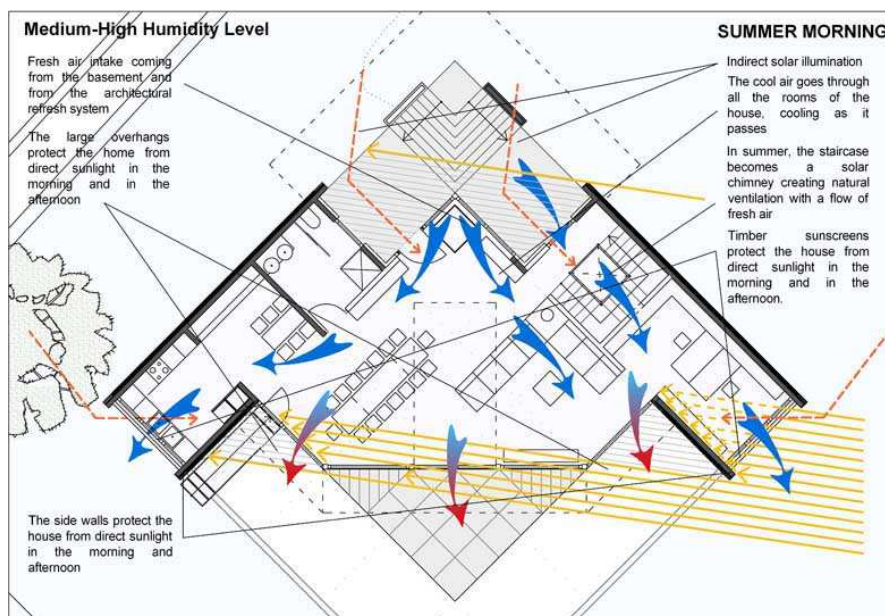 Medium-High Humidity Level
SUMMER MORNING
Fresh air intake coming
from the basement and
from the architectural
refresh system
The large overhangs
protect the home from
direct sunlight in the
morning and in the
afternoon
Indirect solar illumination
The cool air goes through
all the rooms of the
house, cooling as it
passes
In summer, the staircase
becomes a solar
chimney creating natural
ventilation with a flow of
fresh air
Timber sunscreens
protect the house from
direct sunlight in the
morning and in the
afternoon.
The side walls protect the
house from direct sunlight
in the morning and
afternoon